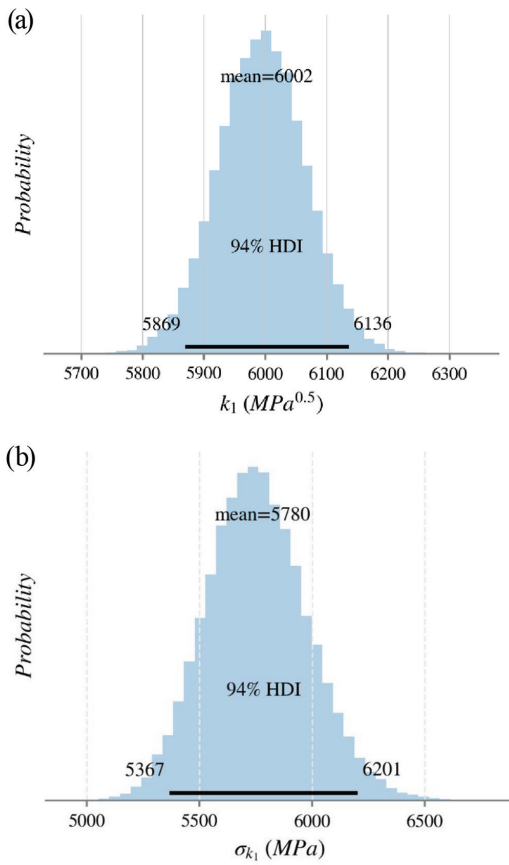 (a)
mean=6002
Probability
94% HDI
5869 6136
5700 5800 5900 6000 6100 6200 6300
k₁ (MPa⁰·⁵)
(b)
mean=5780
Probability
94% HDI
5367 6201
5000 5500 6000 6500
σₖ₁ (MPa)